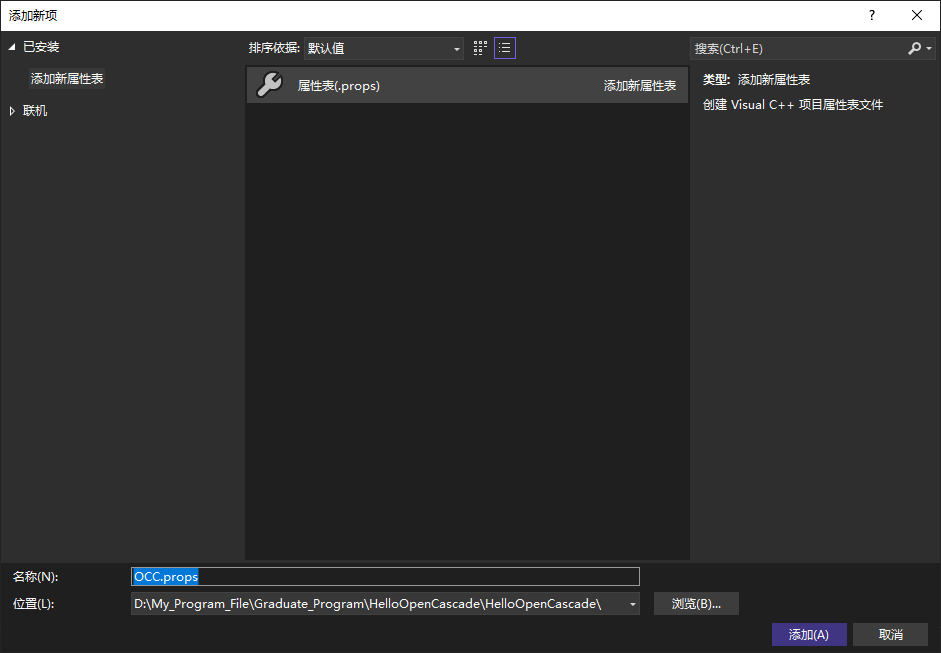 添加新项
?
已安装
添加新属性表
联机
排序依据: 默认值
属性表(.props) 添加新属性表
搜索(Ctrl+E)
类型: 添加新属性表
创建 Visual C++ 项目属性表文件
名称(N): OCC.props
位置(L): D:\My_Program_File\Graduate_Program\HelloOpenCascade\HelloOpenCascade\ 浏览(B)...
添加(A) 取消